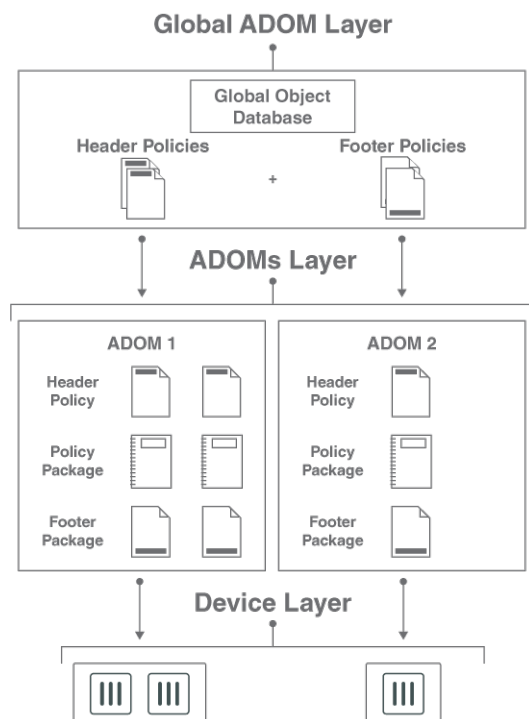 Global ADOM Layer
Global Object
Database
Header Policies
+
Footer Policies
ADOMs Layer
ADOM 1
Header
Policy
Policy
Package
Footer
Package
ADOM 2
Header
Policy
Policy
Package
Footer
Package
Device Layer